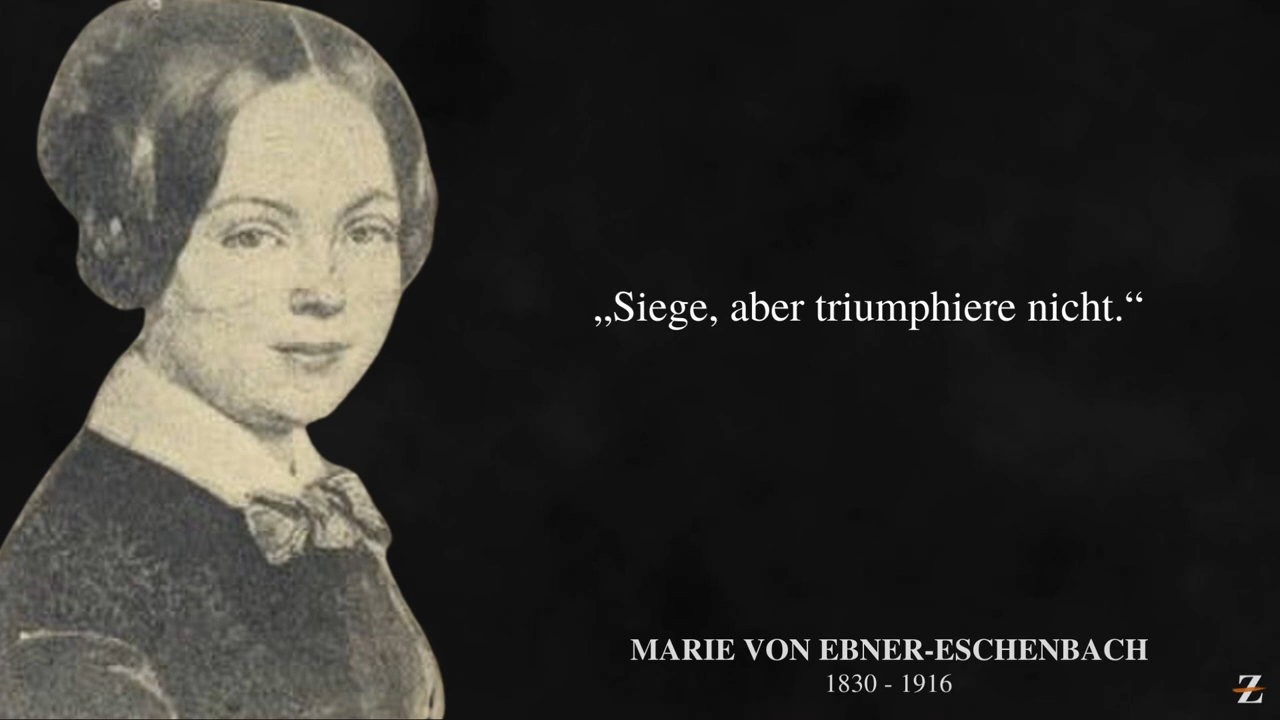 „Siege, aber triumphiere nicht.“
MARIE VON EBNER-ESCHENBACH
1830 - 1916
Z